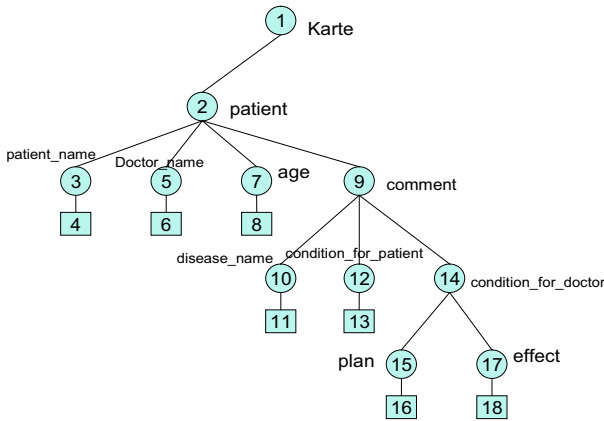 1
Karte
2
patient
patient_name
Doctor_name
age
3
5
7
9
comment
4
6
8
disease_name
condition_for_patient
10
12
14
condition_for_doctor
11
13
plan
effect
15
17
16
18